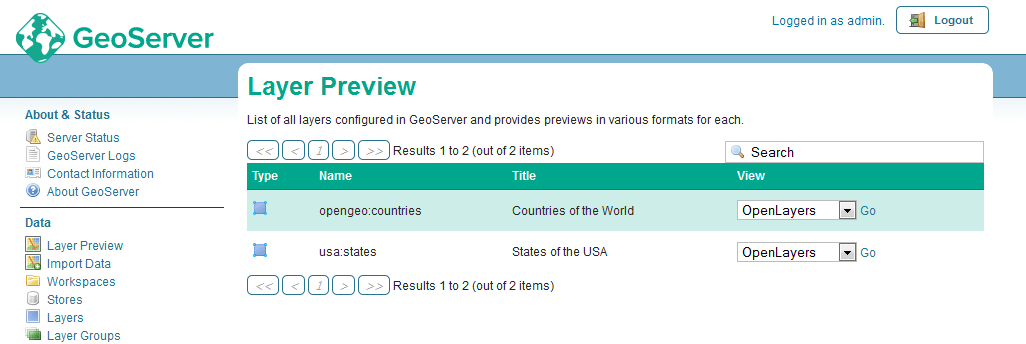 GeoServer
Logged in as admin.
Logout
Layer Preview
List of all layers configured in GeoServer and provides previews in various formats for each.
<< < 1 > >> Results 1 to 2 (out of 2 items)
Search
Type Name Title View
opengeo:countries Countries of the World OpenLayers Go
usa:states States of the USA OpenLayers Go
<< < 1 > >> Results 1 to 2 (out of 2 items)
About & Status
Server Status
GeoServer Logs
Contact Information
About GeoServer
Data
Layer Preview
Import Data
Workspaces
Stores
Layers
Layer Groups